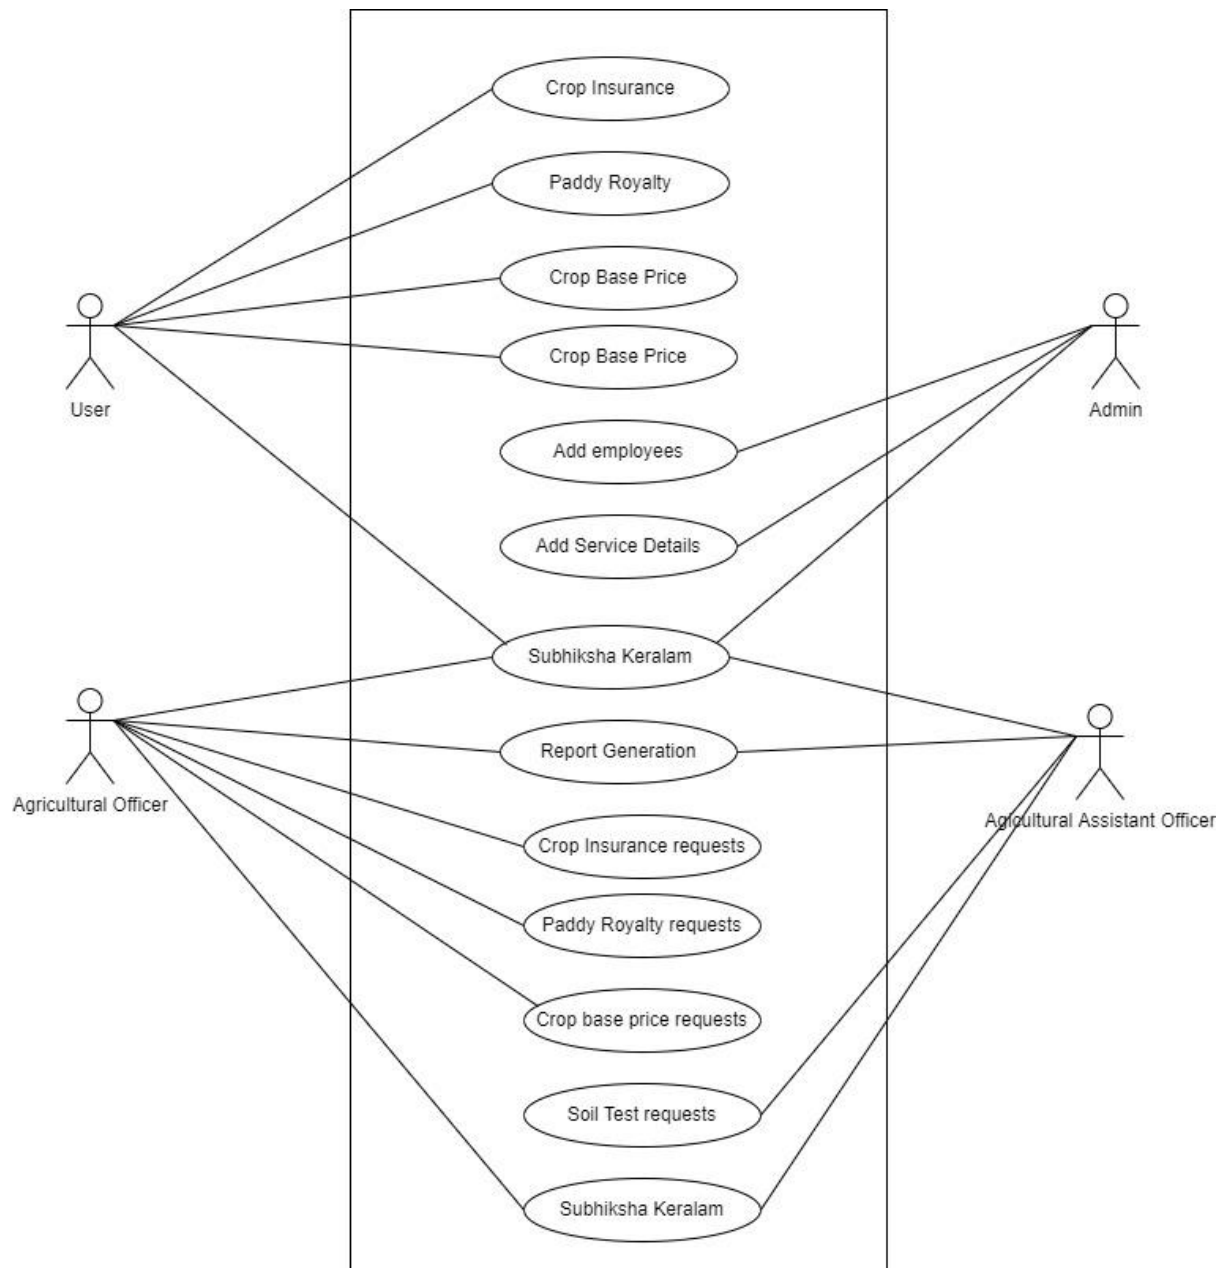 Crop Insurance
Paddy Royalty
Crop Base Price
Crop Base Price
User
Admin
Add employees
Add Service Details
Subhiksha Keralam
Report Generation
Agricultural Officer
Agicultural Assistant Officer
Crop Insurance requests
Paddy Royalty requests
Crop base price requests
Soil Test requests
Subhiksha Keralam